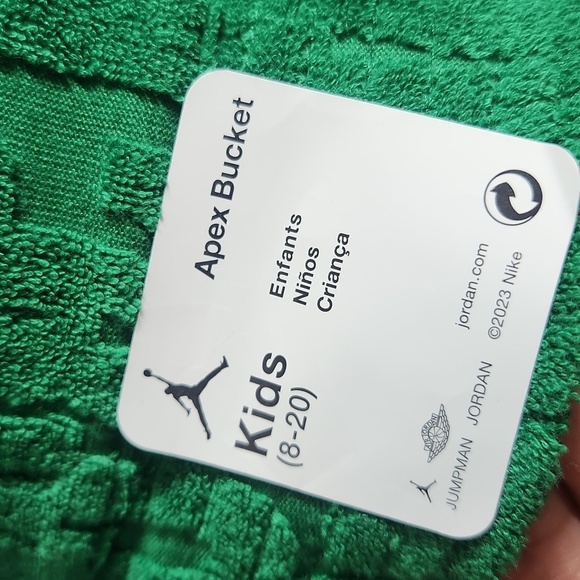 Apex Bucket
Kids
(8-20)
Enfants
Niños
Criança
JUMPMAN JORDAN
jordan.com
©2023 Nike